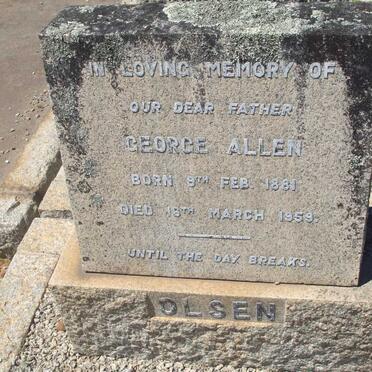 IN LOVING MEMORY OF
OUR DEAR FATHER
GEORGE ALLEN
BORN 9TH FEB. 1881
DIED 13TH MARCH 1959.
UNTIL THE DAY BREAKS.
OLSEN